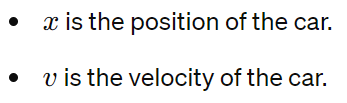 • x is the position of the car.
• v is the velocity of the car.